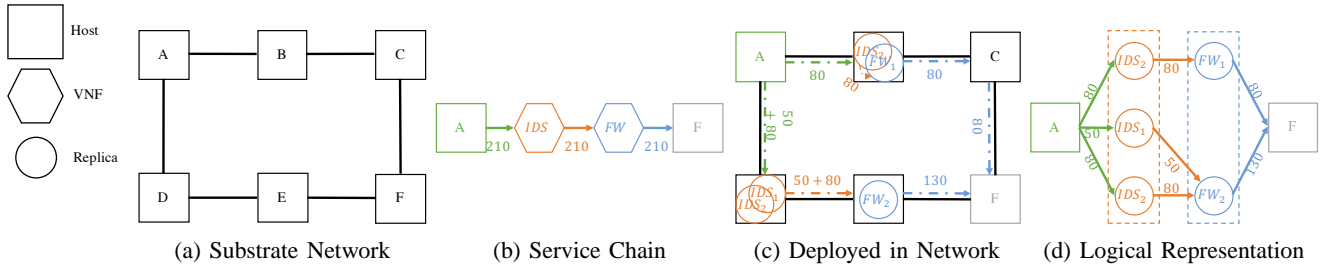 Host
VNF
Replica
A
B
C
D
E
F
(a) Substrate Network
A
IDS
FW
F
210
210
210
(b) Service Chain
A
IDS₂
FW₁
C
80
80
80
50
+ 80
80
IDS₁
IDS₂
50 + 80
FW₂
130
F
(c) Deployed in Network
IDS₂
80
FW₁
80
80
A
50
IDS₁
F
80
50
130
IDS₂
80
FW₂
(d) Logical Representation